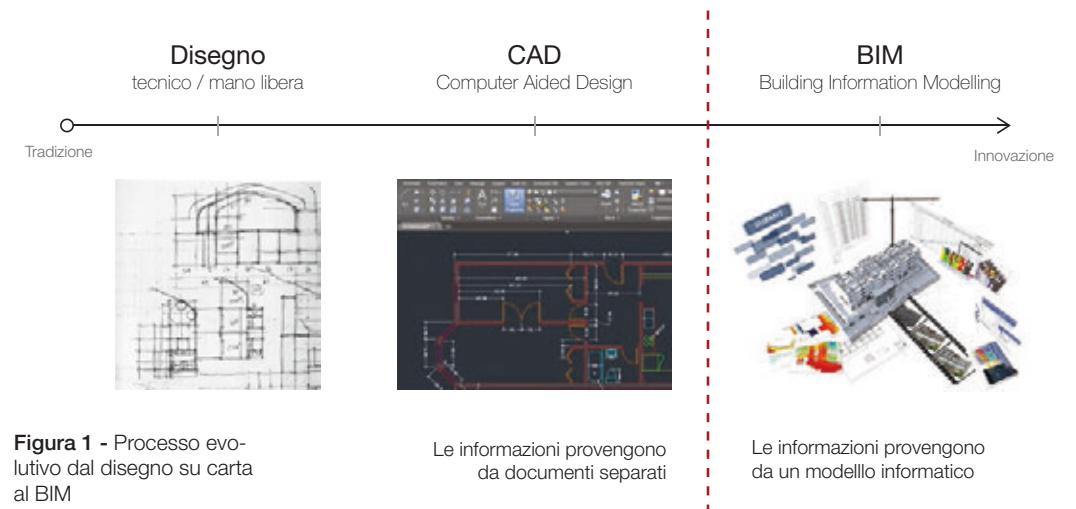 Disegno
tecnico / mano libera
CAD
Computer Aided Design
BIM
Building Information Modelling
Tradizione
Innovazione
Figura 1 - Processo evo-
lutivo dal disegno su carta
al BIM
Le informazioni provengono
da documenti separati
Le informazioni provengono
da un modelllo informatico